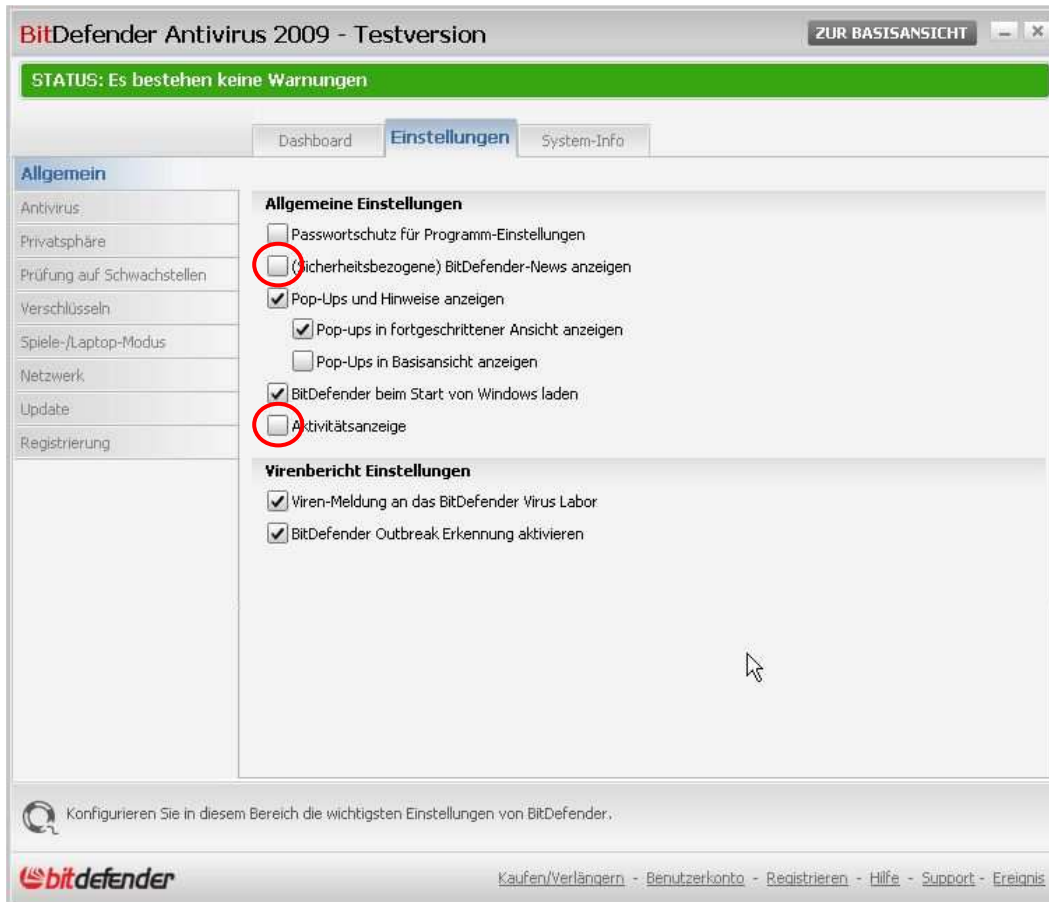 BitDefender Antivirus 2009 - Testversion
ZUR BASISANSICHT
STATUS: Es bestehen keine Warnungen
Dashboard
Einstellungen
System-Info
Allgemein
Antivirus
Privatsphäre
Prüfung auf Schwachstellen
Verschlüsseln
Spiele-/Laptop-Modus
Netzwerk
Update
Registrierung
Allgemeine Einstellungen
Passwortschutz für Programm-Einstellungen
(Sicherheitsbezogene) BitDefender-News anzeigen
Pop-Ups und Hinweise anzeigen
Pop-ups in fortgeschrittener Ansicht anzeigen
Pop-Ups in Basisansicht anzeigen
BitDefender beim Start von Windows laden
Aktivitätsanzeige
Virenbericht Einstellungen
Viren-Meldung an das BitDefender Virus Labor
BitDefender Outbreak Erkennung aktivieren
Konfigurieren Sie in diesem Bereich die wichtigsten Einstellungen von BitDefender.
bitdefender
Kaufen/Verlängern - Benutzerkonto - Registrieren - Hilfe - Support - Ereignis